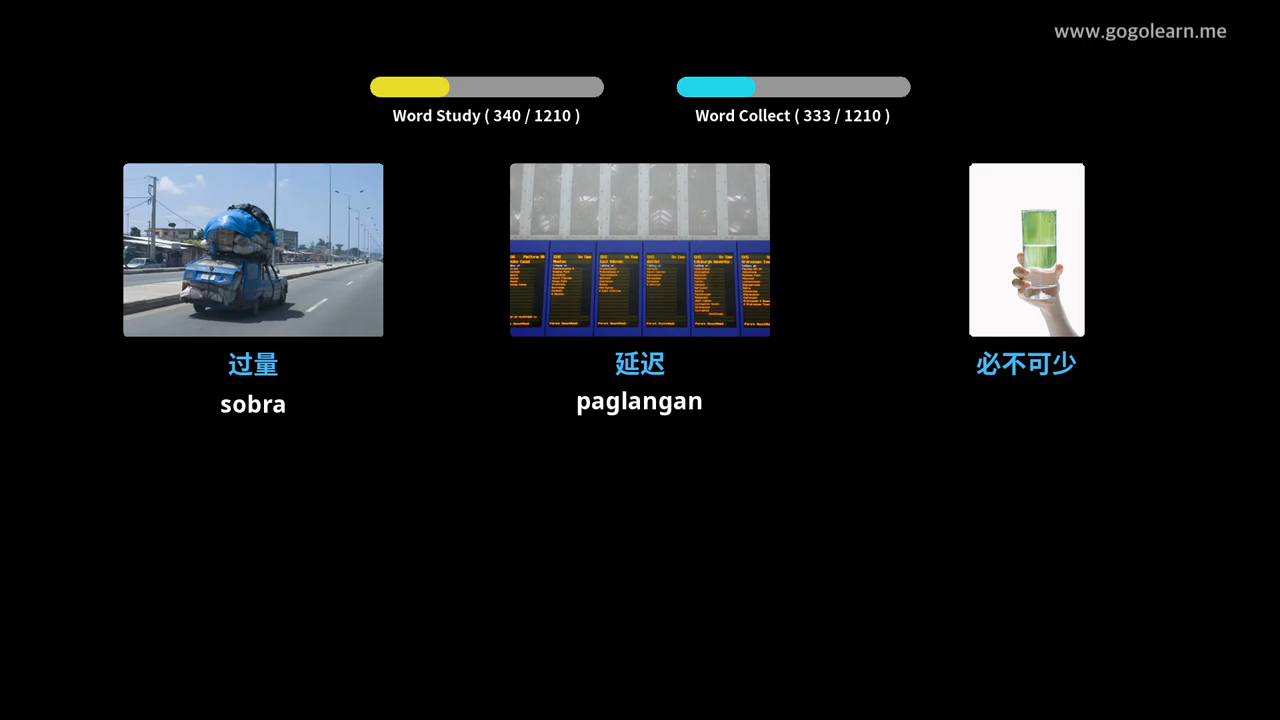 www.gogolearn.me
Word Study ( 340 / 1210 )
Word Collect ( 333 / 1210 )
过量
sobra
延迟
paglangan
必不可少